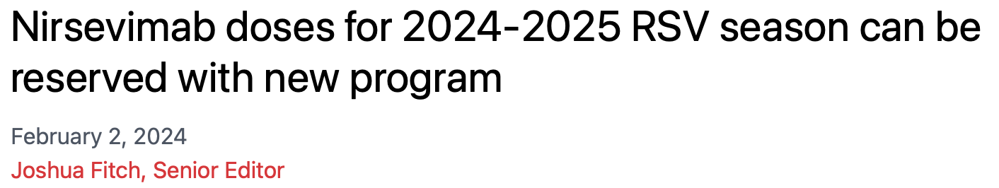 Nirsevimab doses for 2024-2025 RSV season can be
reserved with new program
February 2, 2024
Joshua Fitch, Senior Editor